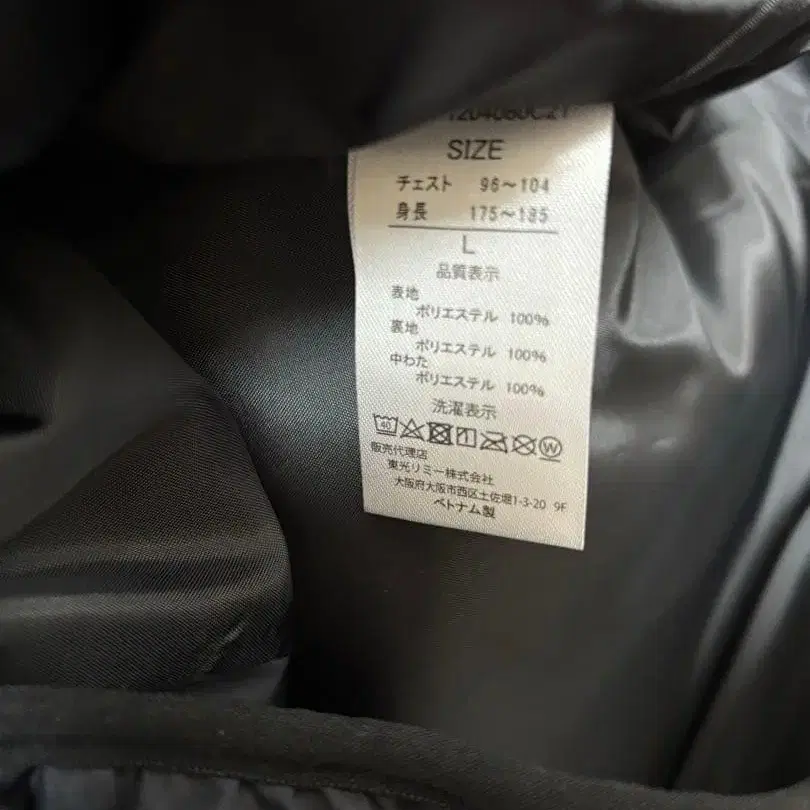 SIZE
チェスト 96～104
身長 175～185
L
品質表示
表地
ポリエステル 100%
裏地
ポリエステル 100%
中わた
ポリエステル 100%
洗濯表示
40 W
販売代理店
東光リミー株式会社
大阪府大阪市西区土佐堀1-3-20 9F
ベトナム製